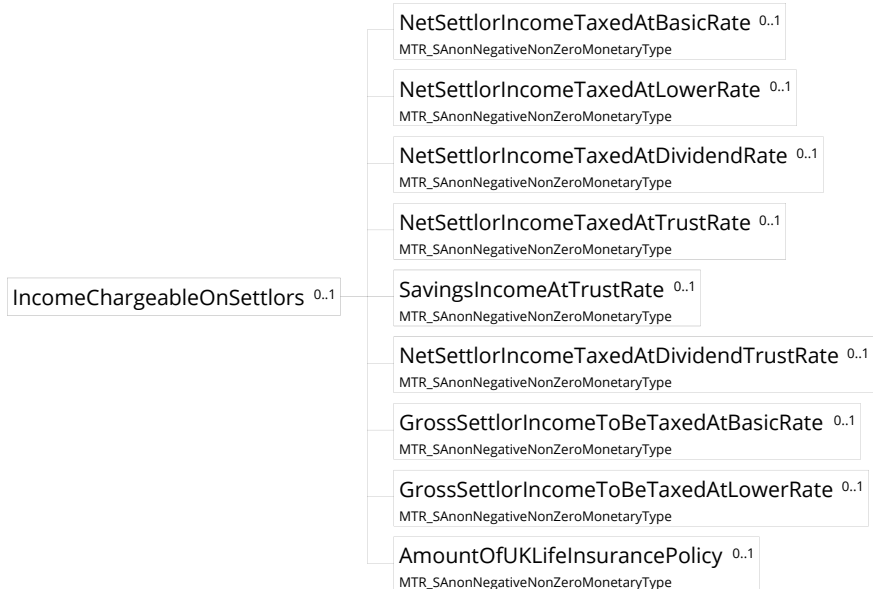 NetSettlorIncomeTaxedAtBasicRate 0..1
MTR_SAnonNegativeNonZeroMonetaryType
NetSettlorIncomeTaxedAtLowerRate 0..1
MTR_SAnonNegativeNonZeroMonetaryType
NetSettlorIncomeTaxedAtDividendRate 0..1
MTR_SAnonNegativeNonZeroMonetaryType
NetSettlorIncomeTaxedAtTrustRate 0..1
MTR_SAnonNegativeNonZeroMonetaryType
IncomeChargeableOnSettlors 0..1
SavingsIncomeAtTrustRate 0..1
MTR_SAnonNegativeNonZeroMonetaryType
NetSettlorIncomeTaxedAtDividendTrustRate 0..1
MTR_SAnonNegativeNonZeroMonetaryType
GrossSettlorIncomeToBeTaxedAtBasicRate 0..1
MTR_SAnonNegativeNonZeroMonetaryType
GrossSettlorIncomeToBeTaxedAtLowerRate 0..1
MTR_SAnonNegativeNonZeroMonetaryType
AmountOfUKLifeInsurancePolicy 0..1
MTR_SAnonNegativeNonZeroMonetaryType